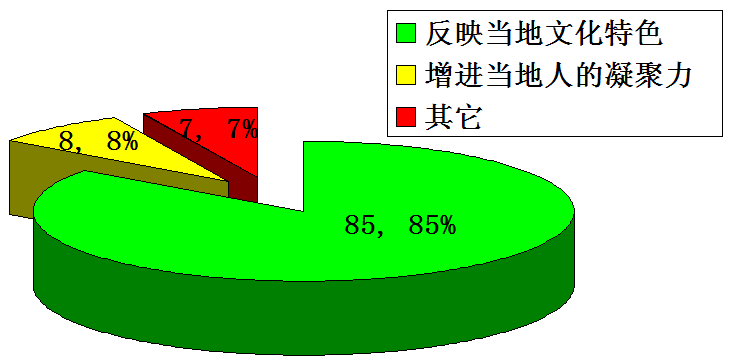 反映当地文化特色
增进当地人的凝聚力
其它
7, 7%
8, 8%
85, 85%